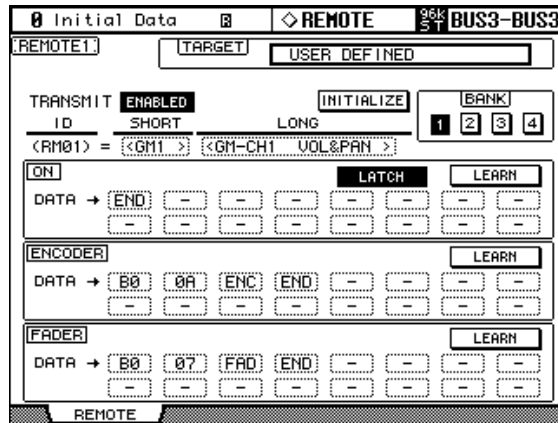 0 Initial Data ◇REMOTE 96k ST BUS3-BUS3
REMOTE1 TARGET USER DEFINED
TRANSMIT ENABLED INITIALIZE BANK
ID SHORT LONG 1 2 3 4
(RM01) = <GM1 > <GM-CH1 VOL&PAN >
ON LATCH LEARN
DATA → END - - - - - - -
- - - - - - - -
ENCODER LEARN
DATA → B0 0A ENC END - - - -
- - - - - - - -
FADER LEARN
DATA → B0 07 FAD END - - - -
- - - - - - - -
REMOTE